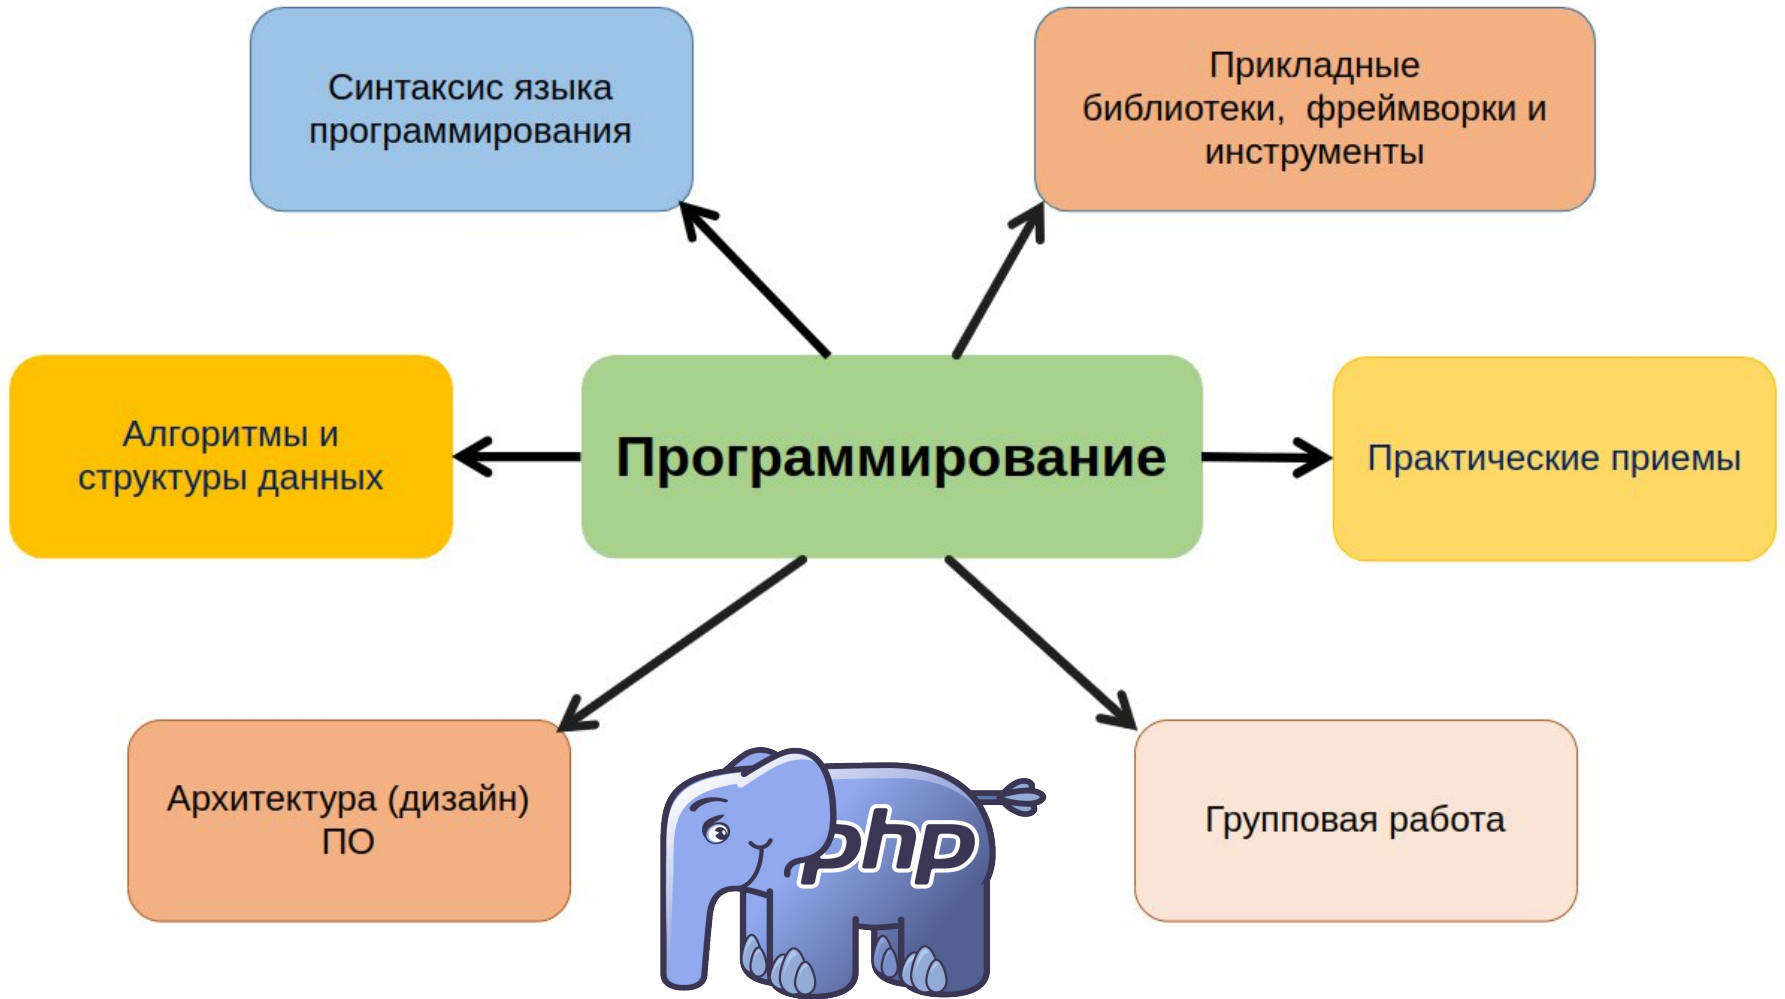 Синтаксис языка
программирования
Прикладные
библиотеки, фреймворки и
инструменты
Алгоритмы и
структуры данных
Программирование
Практические приемы
Архитектура (дизайн)
ПО
php
Групповая работа